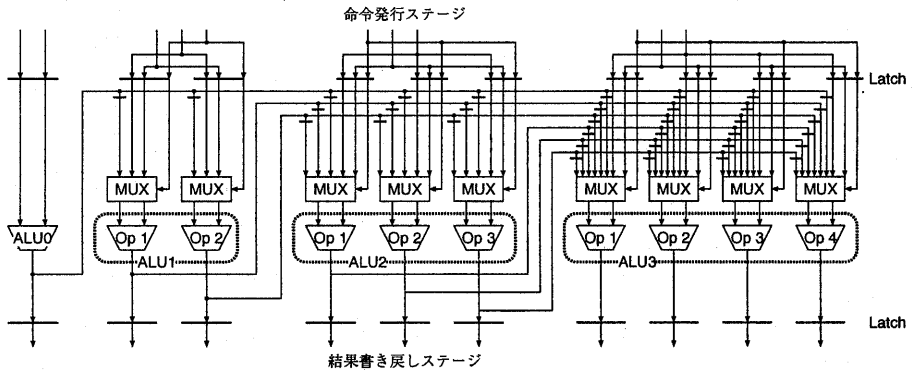 命令発行ステージ
Latch
MUX MUX MUX MUX MUX MUX MUX MUX MUX
ALU0 Op 1 Op 2 Op 1 Op 2 Op 3 Op 1 Op 2 Op 3 Op 4
ALU1 ALU2 ALU3
Latch
結果書き戻しステージ